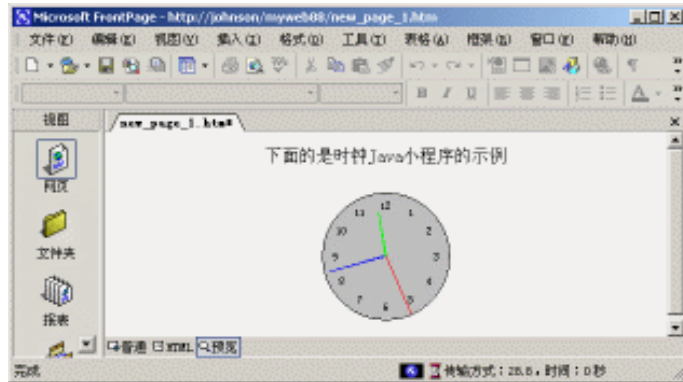 Microsoft FrontPage - http://johnson/myweb08/new_page_1.htm
文件(F) 编辑(E) 视图(V) 插入(I) 格式(O) 工具(T) 表格(A) 框架(R) 窗口(W) 帮助(H)
B I U A
视图
new_page_1.htm*
下面的是时钟Java小程序的示例
12 1 2 3 4 5 6 7 8 9 10 11
网页
文件夹
报表
普通 HTML 预览
完成 传输方式：28.8，时间：0秒